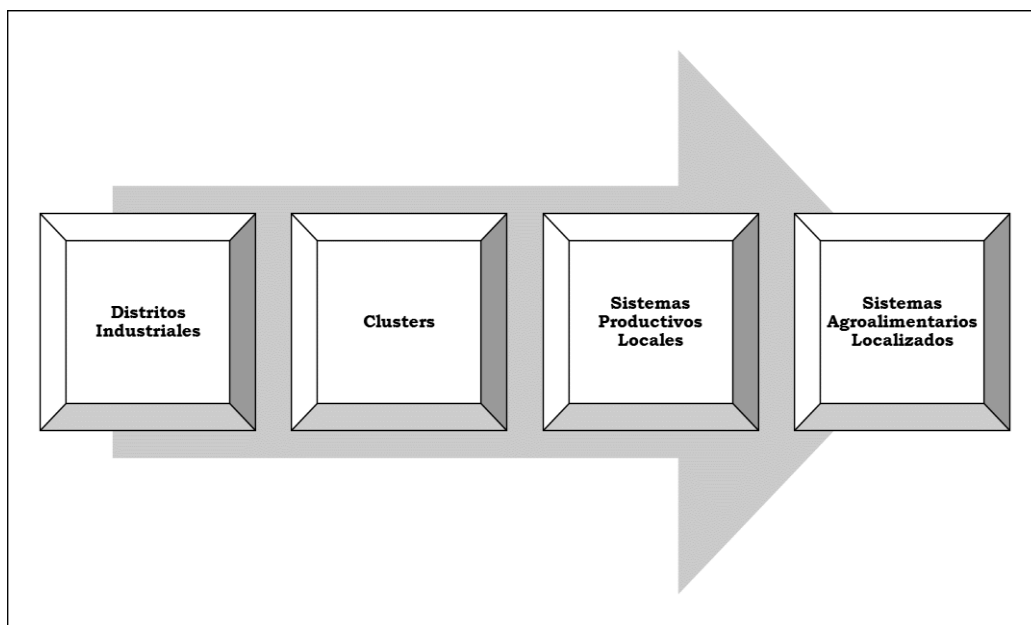 Distritos
Industriales
Clusters
Sistemas
Productivos
Locales
Sistemas
Agroalimentarios
Localizados